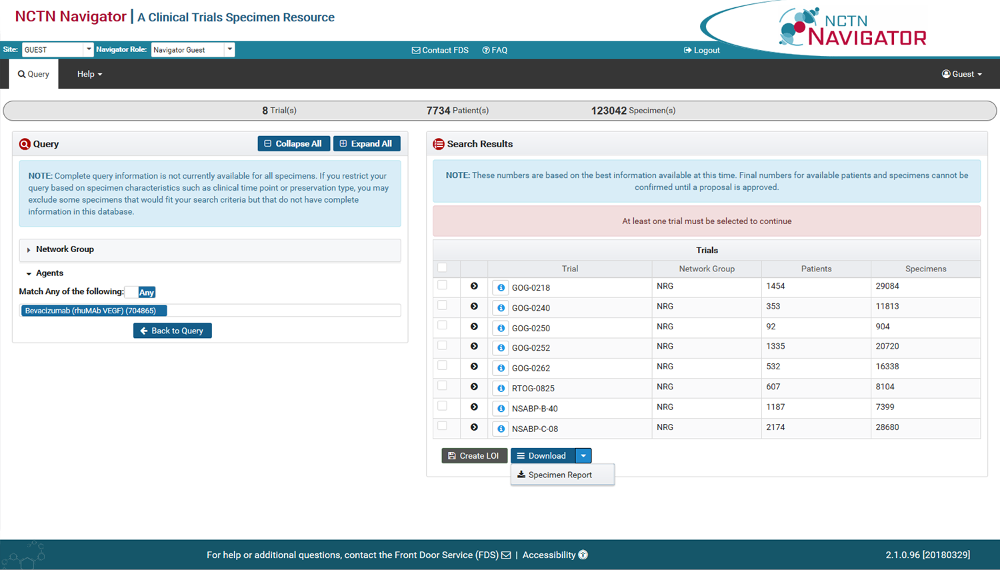 NCTN Navigator | A Clinical Trials Specimen Resource
NCTN
NAVIGATOR
Site: GUEST Navigator Role: Navigator Guest Contact FDS FAQ Logout
Query Help Guest
8 Trial(s) 7734 Patient(s) 123042 Specimen(s)
Query Collapse All Expand All
NOTE: Complete query information is not currently available for all specimens. If you restrict your
query based on specimen characteristics such as clinical time point or preservation type, you may
exclude some specimens that would fit your search criteria but that do not have complete
information in this database.
Network Group
Agents
Match Any of the following: Any
Bevacizumab (rhuMAb VEGF) (704865)
Back to Query
Search Results
NOTE: These numbers are based on the best information available at this time. Final numbers for available patients and specimens cannot be
confirmed until a proposal is approved.
At least one trial must be selected to continue
Trials
Trial Network Group Patients Specimens
GOG-0218 NRG 1454 29084
GOG-0240 NRG 353 11813
GOG-0250 NRG 92 904
GOG-0252 NRG 1335 20720
GOG-0262 NRG 532 16338
RTOG-0825 NRG 607 8104
NSABP-B-40 NRG 1187 7399
NSABP-C-08 NRG 2174 28680
Create LOI Download
Specimen Report
For help or additional questions, contact the Front Door Service (FDS) | Accessibility 2.1.0.96 [20180329]